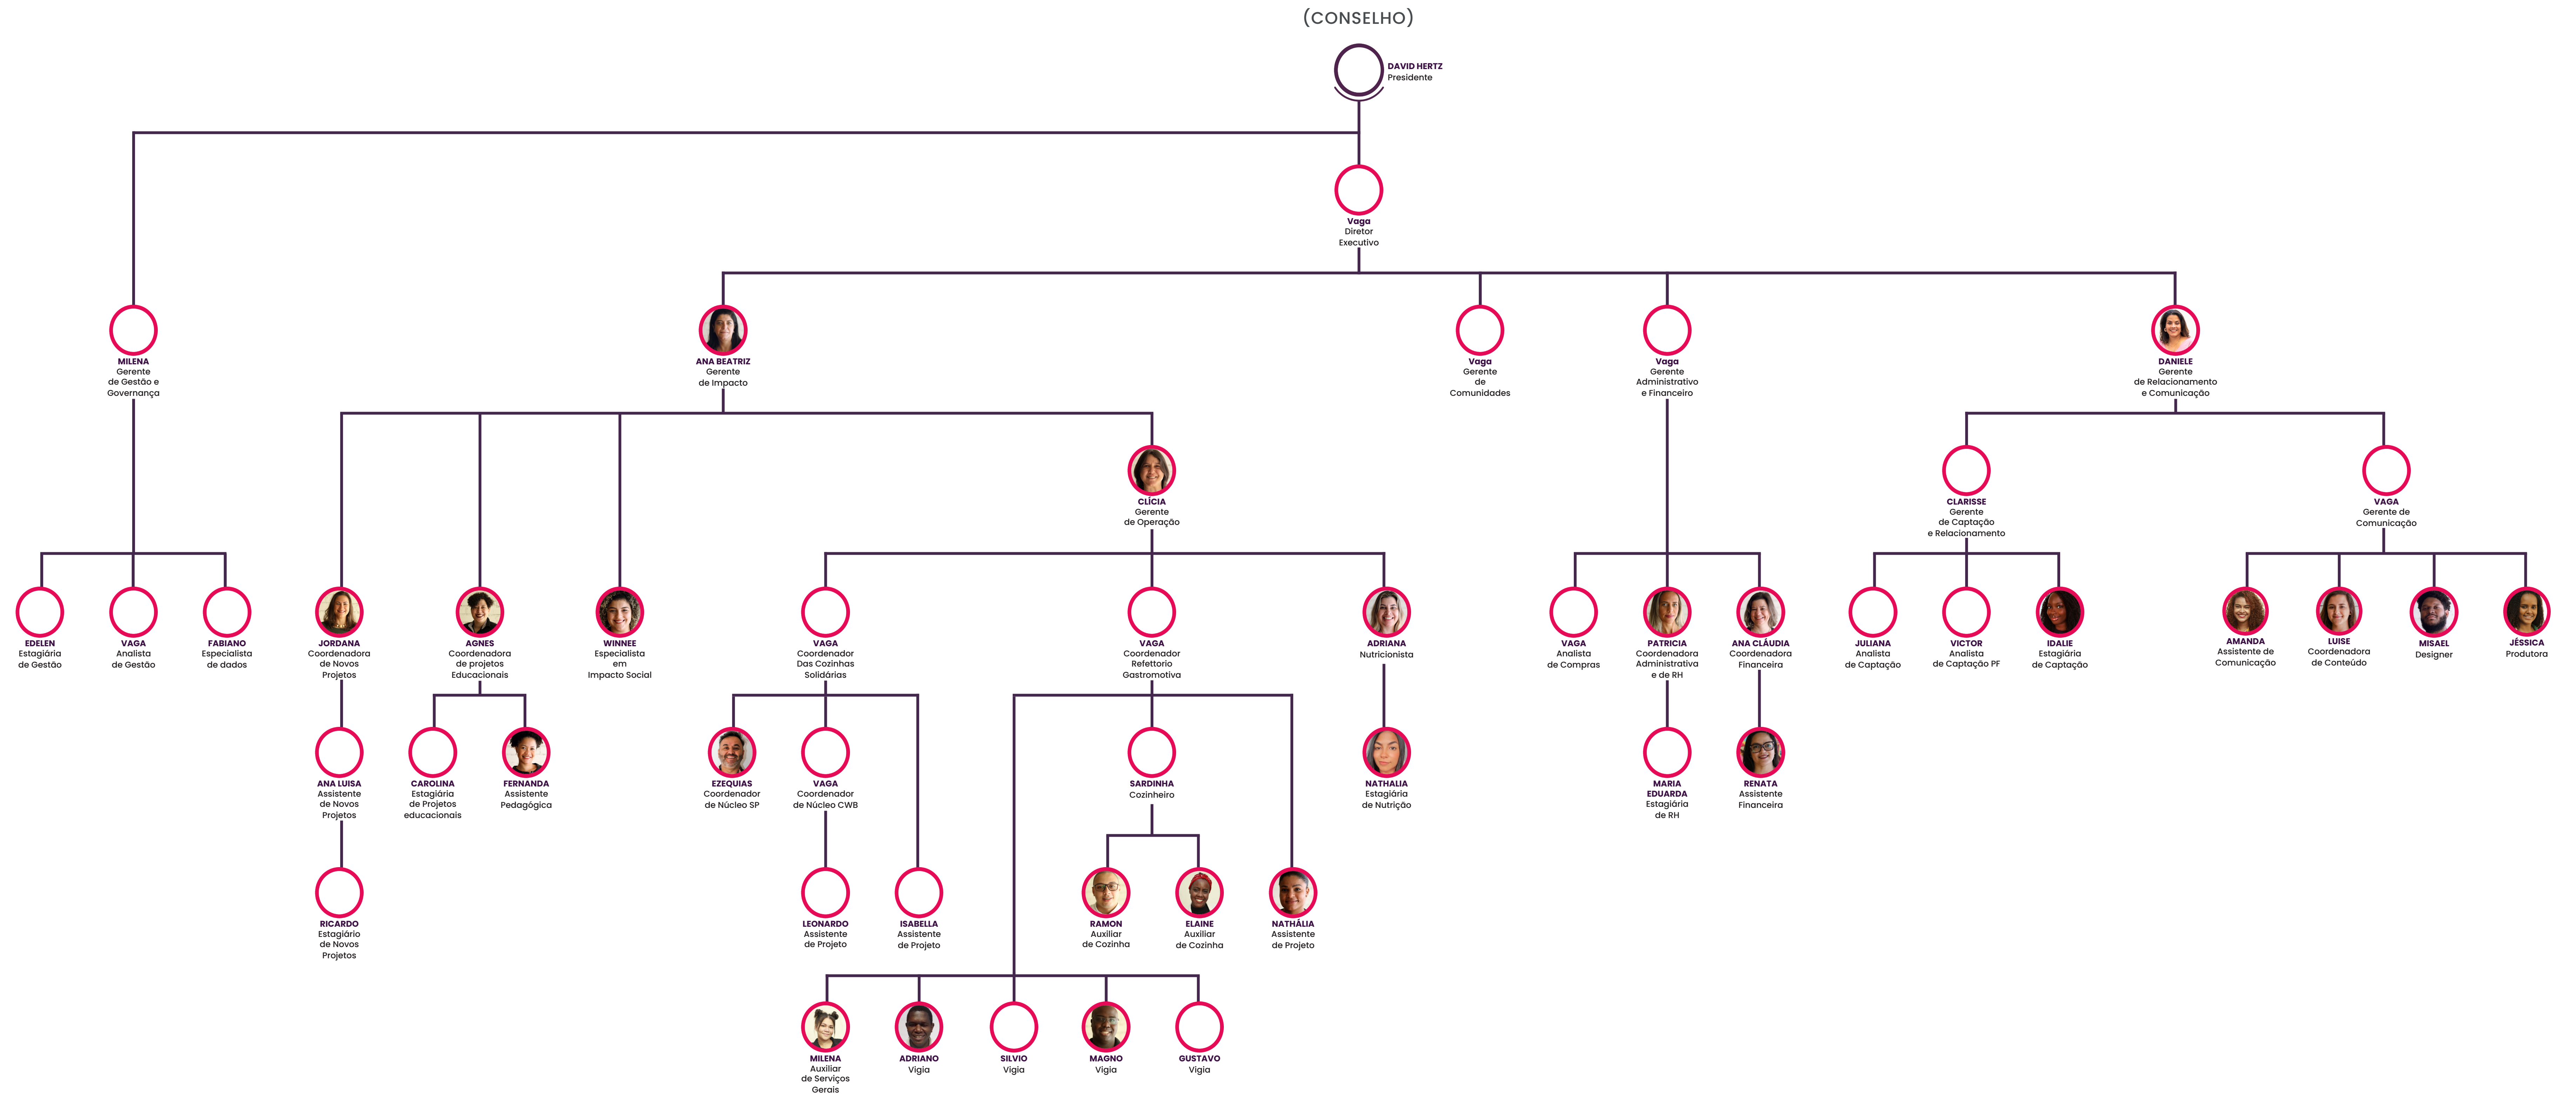 (CONSELHO)
DAVID HERTZ
Presidente
Vaga
Diretor
Executivo
MILENA
Gerente
de Gestão e
Governança
ANA BEATRIZ
Gerente
de Impacto
Vaga
Gerente
de
Comunidades
Vaga
Gerente
Administrativo
e Financeiro
DANIELE
Gerente
de Relacionamento
e Comunicação
CLÍCIA
Gerente
de Operação
CLARISSE
Gerente
de Captação
e Relacionamento
VAGA
Gerente de
Comunicação
EDELEN
Estagiária
de Gestão
VAGA
Analista
de Gestão
FABIANO
Especialista
de dados
JORDANA
Coordenadora
de Novos
Projetos
AGNES
Coordenadora
de projetos
Educacionais
WINNEE
Especialista
em
Impacto Social
VAGA
Coordenador
Das Cozinhas
Solidárias
VAGA
Coordenador
Refettorio
Gastromotiva
ADRIANA
Nutricionista
VAGA
Analista
de Compras
PATRICIA
Coordenadora
Administrativa
e de RH
ANA CLÁUDIA
Coordenadora
Financeira
JULIANA
Analista
de Captação
VICTOR
Analista
de Captação PF
IDALIE
Estagiária
de Captação
AMANDA
Assistente de
Comunicação
LUISE
Coordenadora
de Conteúdo
MISAEL
Designer
JÉSSICA
Produtora
ANA LUISA
Assistente
de Novos
Projetos
CAROLINA
Estagiária
de Projetos
educacionais
FERNANDA
Assistente
Pedagógica
EZEQUIAS
Coordenador
de Núcleo SP
VAGA
Coordenador
de Núcleo CWB
SARDINHA
Cozinheiro
NATHALIA
Estagiária
de Nutrição
MARIA
EDUARDA
Estagiária
de RH
RENATA
Assistente
Financeira
RICARDO
Estagiário
de Novos
Projetos
LEONARDO
Assistente
de Projeto
ISABELLA
Assistente
de Projeto
RAMON
Auxiliar
de Cozinha
ELAINE
Auxiliar
de Cozinha
NATHÁLIA
Assistente
de Projeto
MILENA
Auxiliar
de Serviços
Gerais
ADRIANO
Vigia
SILVIO
Vigia
MAGNO
Vigia
GUSTAVO
Vigia